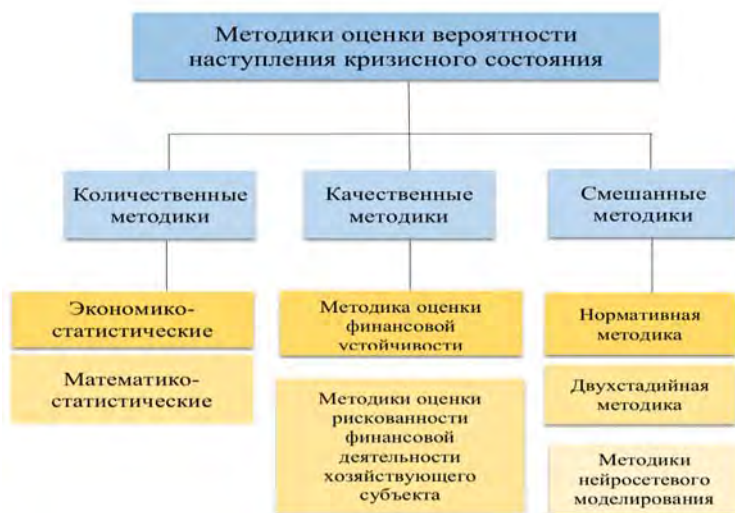 Методики оценки вероятности
наступления кризисного состояния
Количественные
методики
Качественные
методики
Смешанные
методики
Экономико-
статистические
Математико-
статистические
Методика оценки
финансовой
устойчивости
Методики оценки
рискованности
финансовой
деятельности
хозяйствующего
субъекта
Нормативная
методика
Двухстадийная
методика
Методики
нейросетевого
моделирования